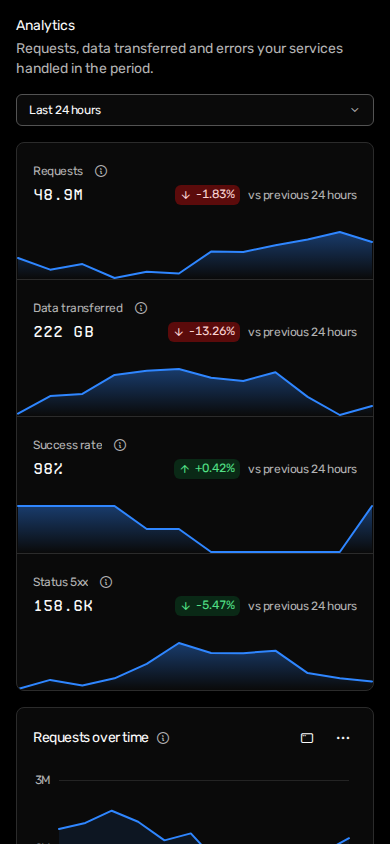 Analytics
Requests, data transferred and errors your services
handled in the period.
Last 24 hours
Requests
48.9M
-1.83% vs previous 24 hours
Data transferred
222 GB
-13.26% vs previous 24 hours
Success rate
98%
+0.42% vs previous 24 hours
Status 5xx
158.6K
-5.47% vs previous 24 hours
Requests over time
3M